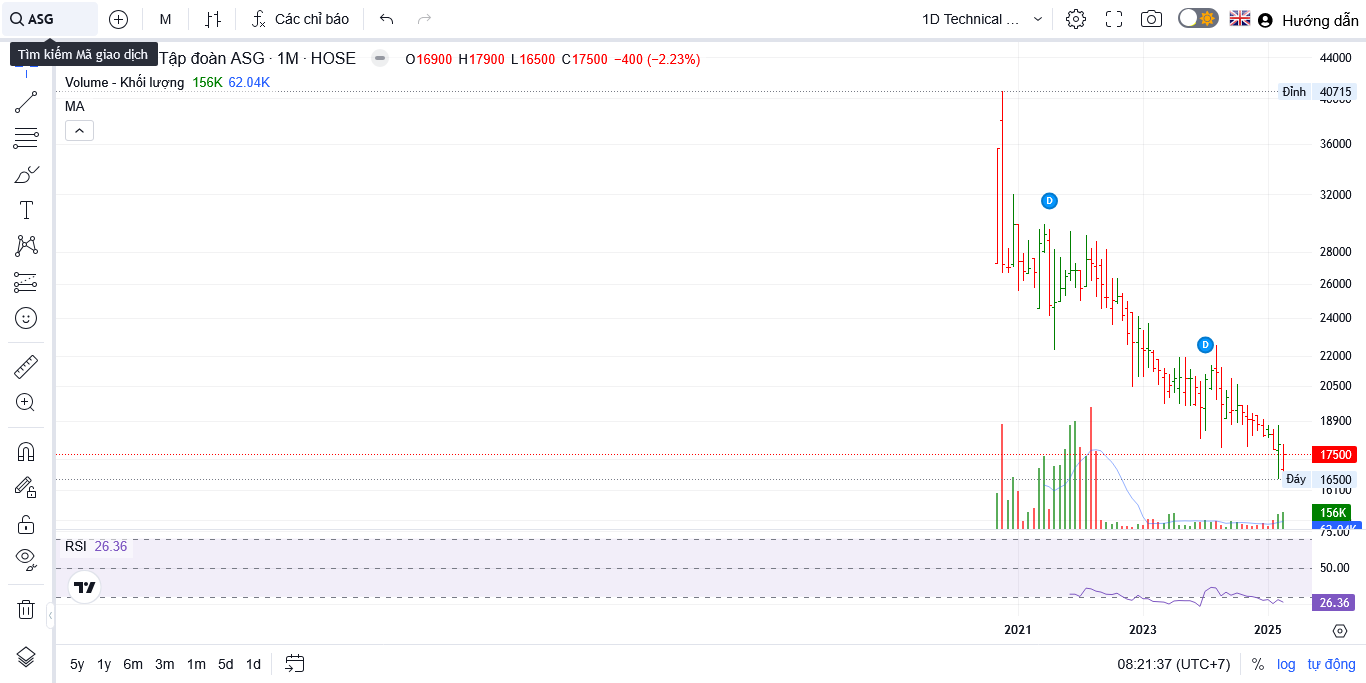 ASG
M
Các chỉ báo
1D Technical ...
Hướng dẫn
Tìm kiếm Mã giao dịch
Tập đoàn ASG · 1M · HOSE
O16900 H17900 L16500 C17500 −400 (−2.23%)
Volume - Khối lượng 156K 62.04K
MA
44000
Đỉnh 40715
40000
36000
32000
D
28000
26000
24000
22000
D
20500
18900
17500
Đáy 16500
16100
156K
62.04K
75.00
RSI 26.36
50.00
26.36
2021 2023 2025
5y 1y 6m 3m 1m 5d 1d
08:21:37 (UTC+7) % log tự động